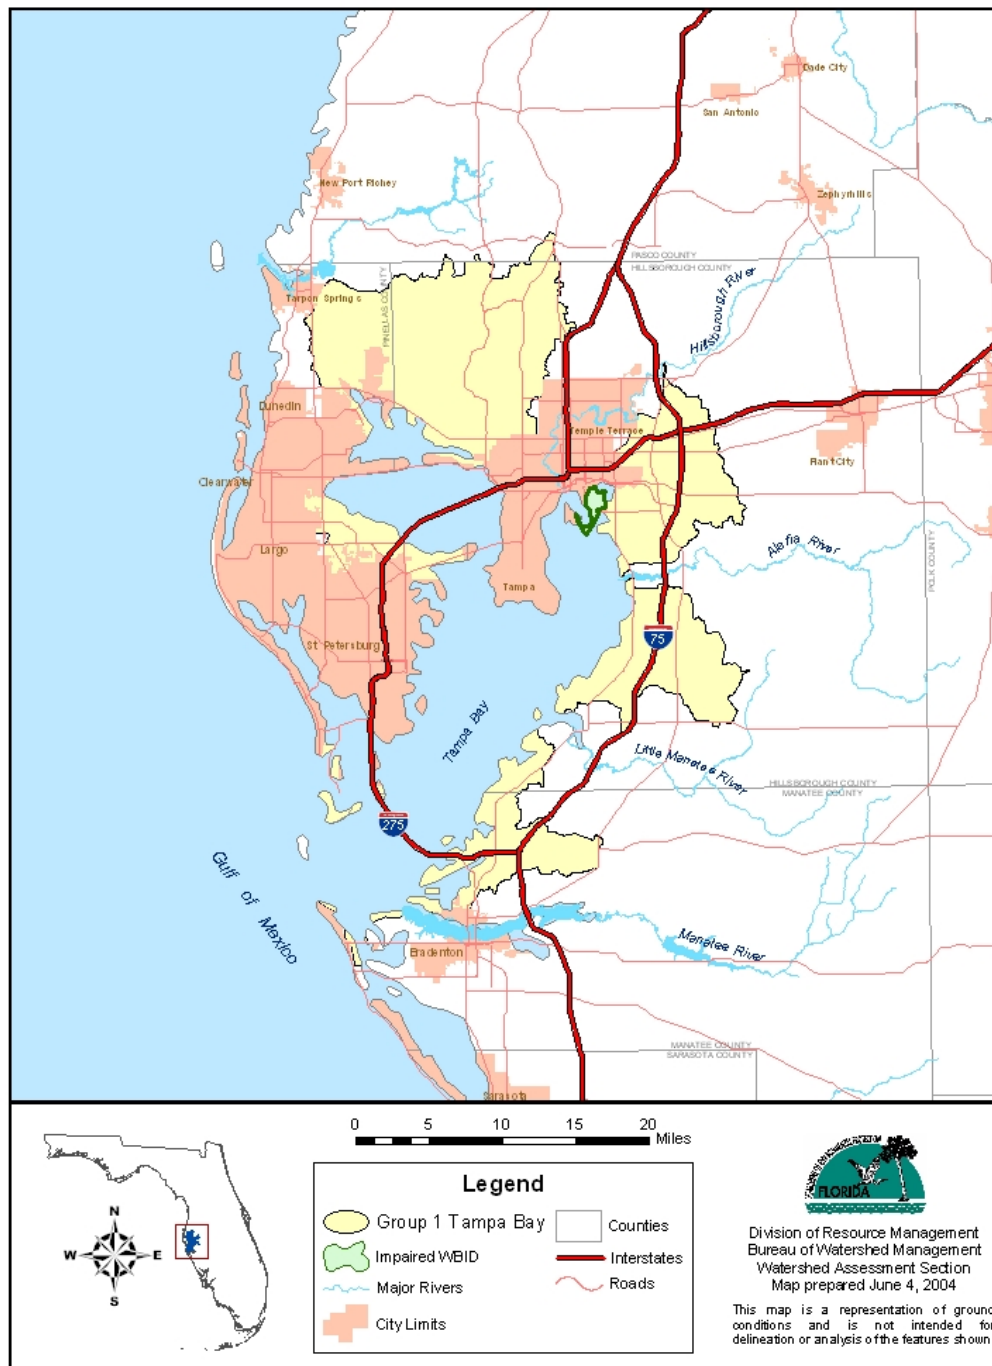 Dade City
San Antonio
New Port Richey
Zephyrhills
PASCO COUNTY
HILLSBOROUGH COUNTY
Hillsborough River
Tarpon Springs
PINELLAS COUNTY
Dunedin
Temple Terrace
Plant City
Clearwater
Largo
Alafia River
POLK COUNTY
Tampa
St Petersburg
75
Tampa Bay
Little Manatee River
HILLSBOROUGH COUNTY
MANATEE COUNTY
275
Gulf of Mexico
Manatee River
Bradenton
MANATEE COUNTY
SARASOTA COUNTY
Sarasota
0 5 10 15 20
Miles
N
W E
S
Legend
Group 1 Tampa Bay
Impaired WBID
Major Rivers
City Limits
Counties
Interstates
Roads
FLORIDA
Division of Resource Management
Bureau of Watershed Management
Watershed Assessment Section
Map prepared June 4, 2004
This map is a representation of ground
conditions and is not intended for
delineation or analysis of the features shown